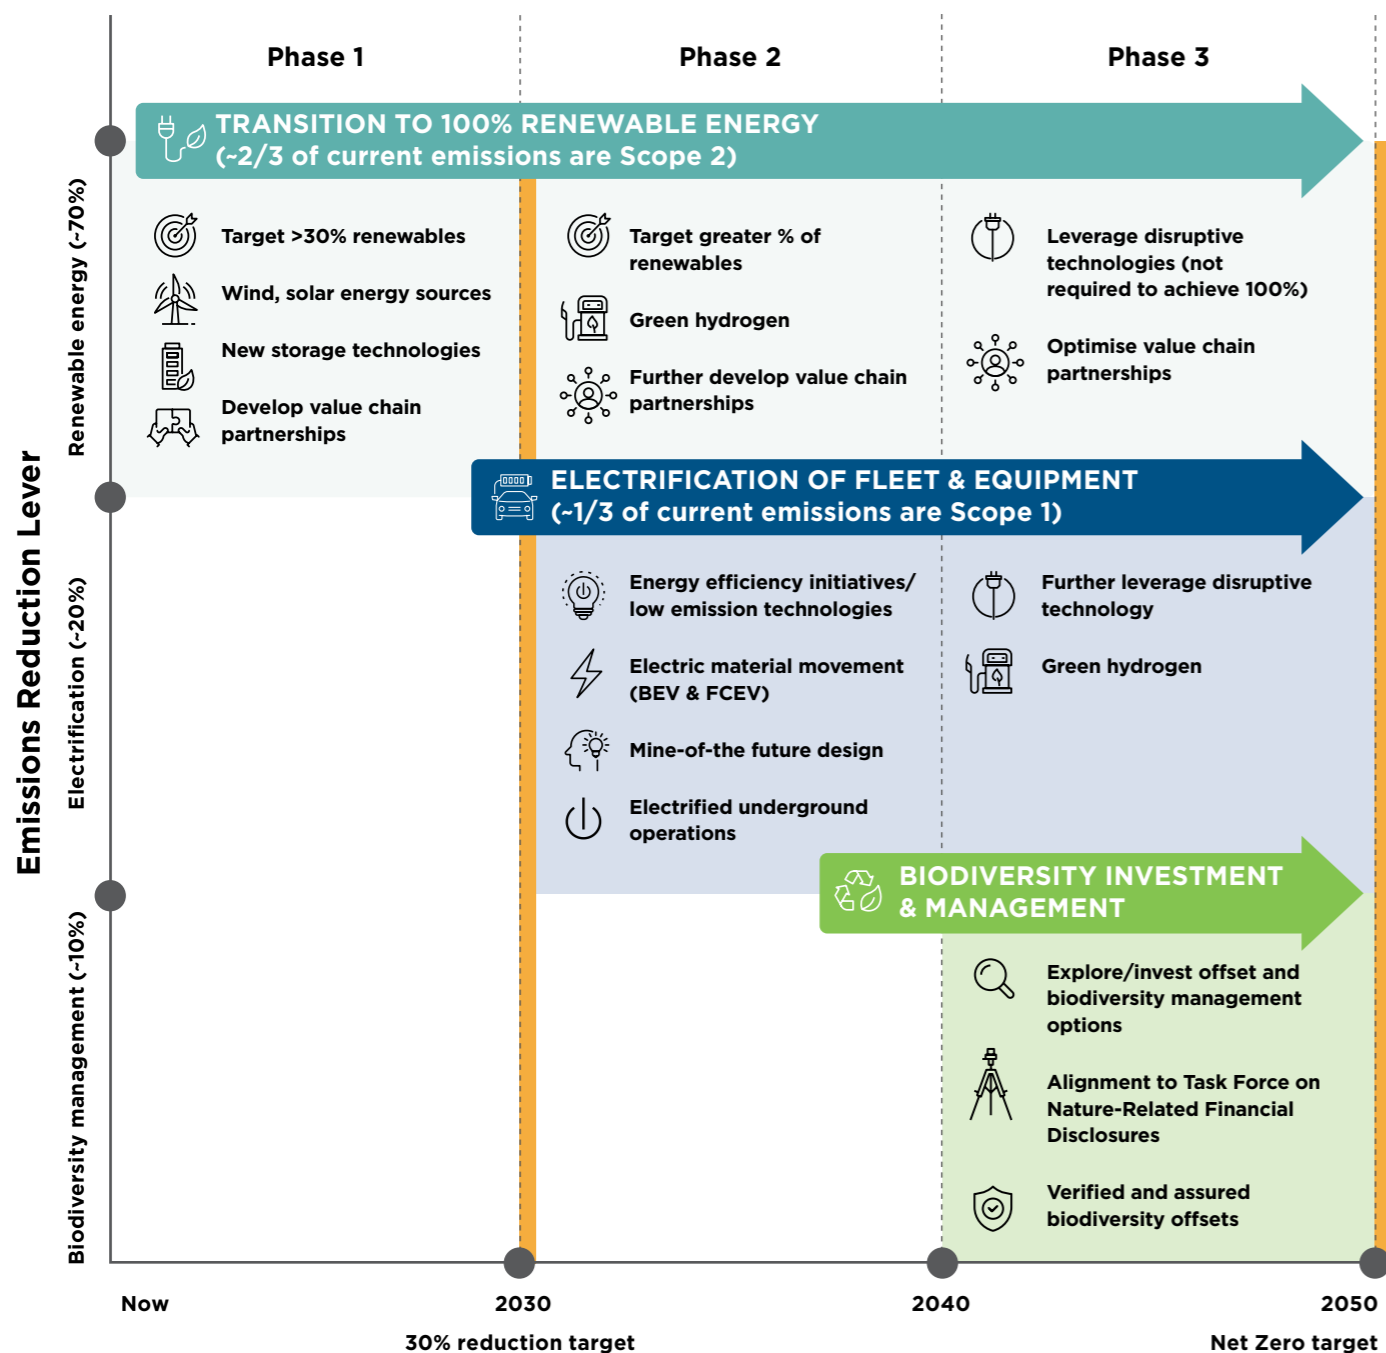 Phase 1
Phase 2
Phase 3
TRANSITION TO 100% RENEWABLE ENERGY
(~2/3 of current emissions are Scope 2)
Emissions Reduction Lever
Renewable energy (~70%)
Target >30% renewables
Wind, solar energy sources
New storage technologies
Develop value chain
partnerships
Target greater % of
renewables
Green hydrogen
Further develop value chain
partnerships
Leverage disruptive
technologies (not
required to achieve 100%)
Optimise value chain
partnerships
ELECTRIFICATION OF FLEET & EQUIPMENT
(~1/3 of current emissions are Scope 1)
Electrification (~20%)
Energy efficiency initiatives/
low emission technologies
Electric material movement
(BEV & FCEV)
Mine-of-the future design
Electrified underground
operations
Further leverage disruptive
technology
Green hydrogen
BIODIVERSITY INVESTMENT
& MANAGEMENT
Biodiversity management (~10%)
Explore/invest offset and
biodiversity management
options
Alignment to Task Force on
Nature-Related Financial
Disclosures
Verified and assured
biodiversity offsets
Now
2030
2040
2050
30% reduction target
Net Zero target